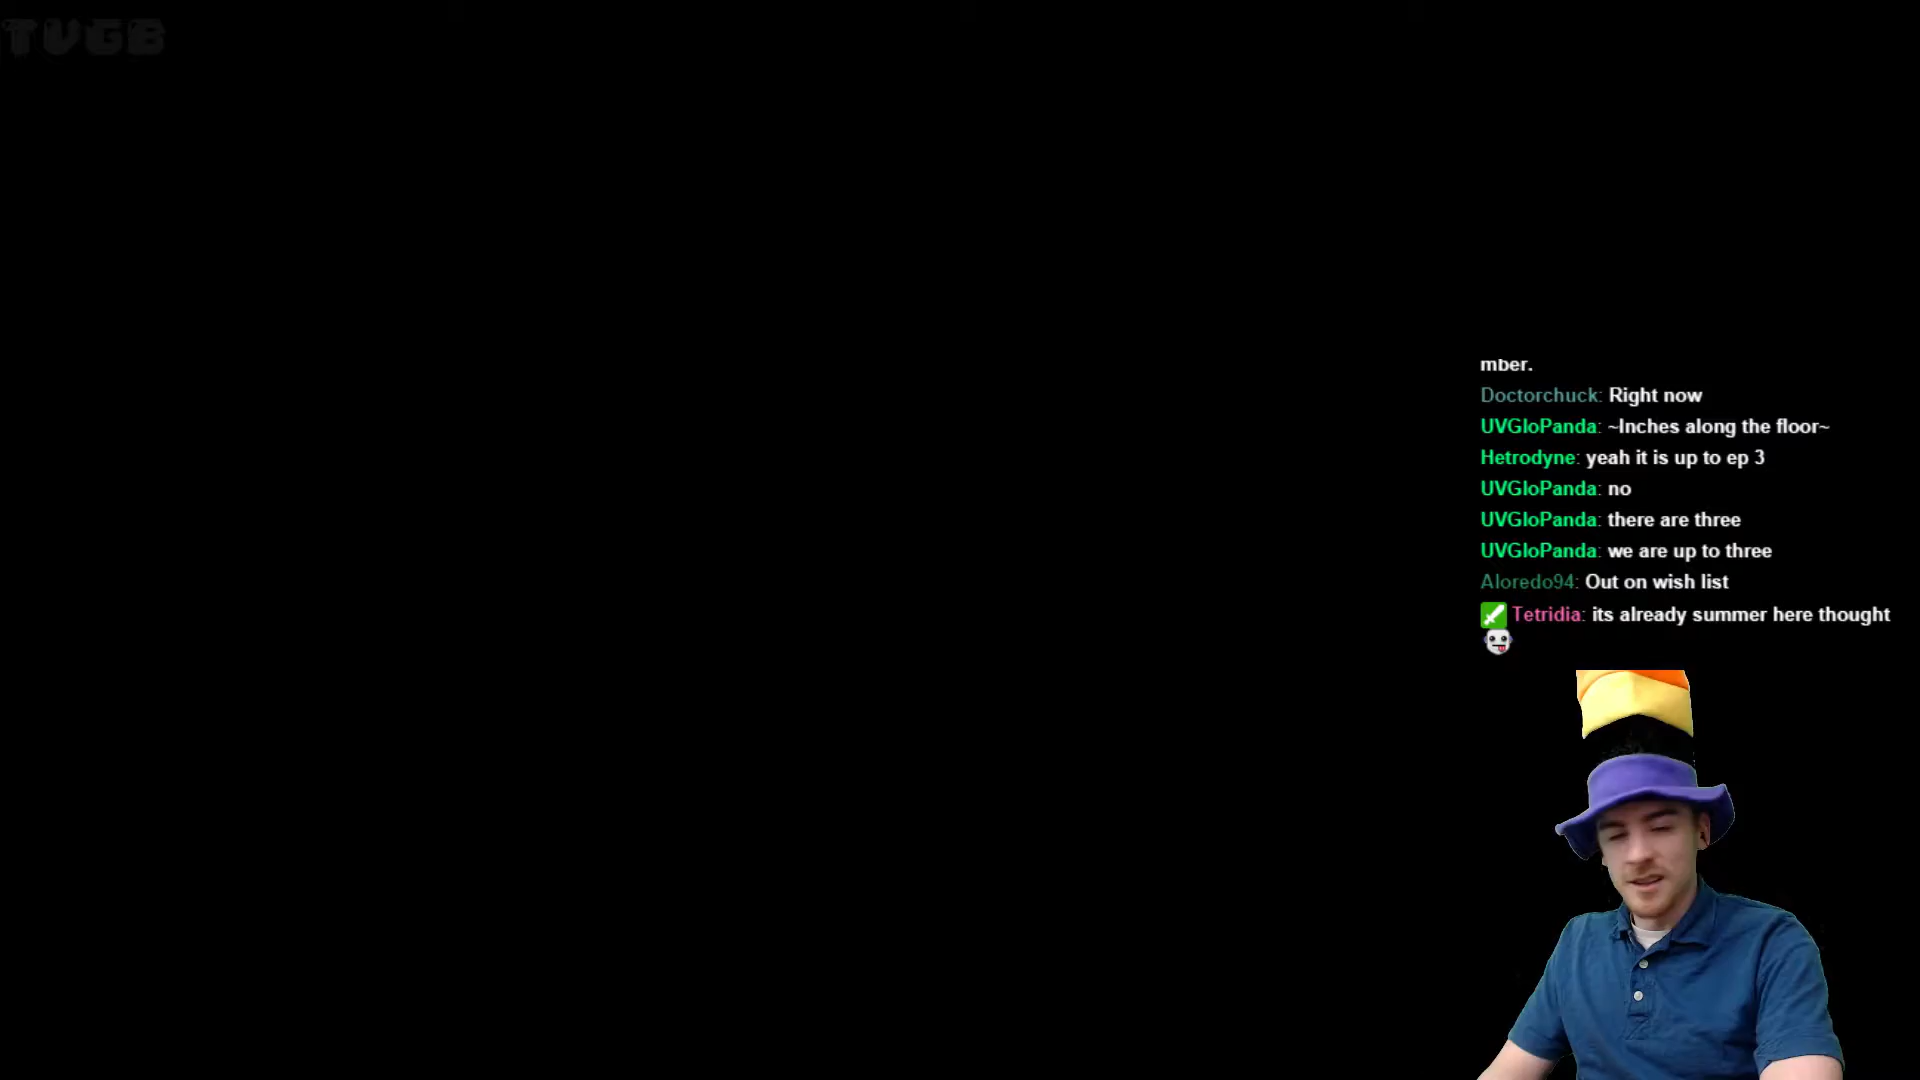 TVGB
mber.
Doctorchuck: Right now
UVGloPanda: ~Inches along the floor~
Hetrodyne: yeah it is up to ep 3
UVGloPanda: no
UVGloPanda: there are three
UVGloPanda: we are up to three
Aloredo94: Out on wish list
Tetridia: its already summer here thought